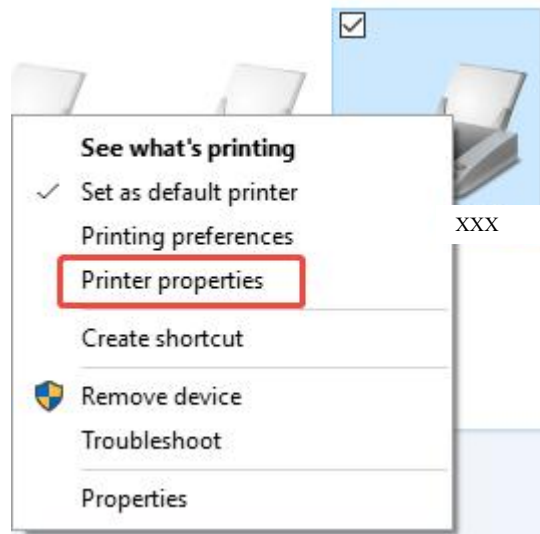 See what's printing
Set as default printer
Printing preferences
XXX
Printer properties
Create shortcut
Remove device
Troubleshoot
Properties